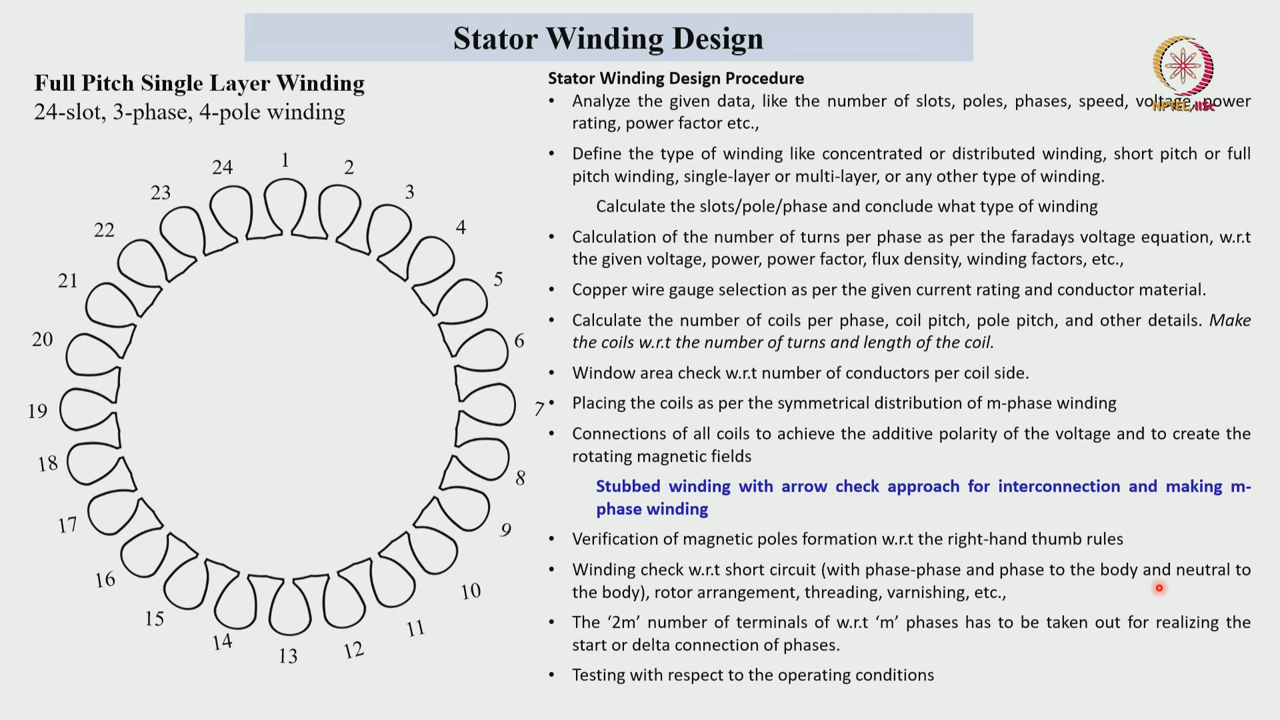 Stator Winding Design
Full Pitch Single Layer Winding
24-slot, 3-phase, 4-pole winding
1
2
3
4
5
6
7
8
9
10
11
12
13
14
15
16
17
18
19
20
21
22
23
24
Stator Winding Design Procedure
• Analyze the given data, like the number of slots, poles, phases, speed, voltage, power
rating, power factor etc.,
• Define the type of winding like concentrated or distributed winding, short pitch or full
pitch winding, single-layer or multi-layer, or any other type of winding.
Calculate the slots/pole/phase and conclude what type of winding
• Calculation of the number of turns per phase as per the faradays voltage equation, w.r.t
the given voltage, power, power factor, flux density, winding factors, etc.,
• Copper wire gauge selection as per the given current rating and conductor material.
• Calculate the number of coils per phase, coil pitch, pole pitch, and other details. Make
the coils w.r.t the number of turns and length of the coil.
• Window area check w.r.t number of conductors per coil side.
• Placing the coils as per the symmetrical distribution of m-phase winding
• Connections of all coils to achieve the additive polarity of the voltage and to create the
rotating magnetic fields
Stubbed winding with arrow check approach for interconnection and making m-
phase winding
• Verification of magnetic poles formation w.r.t the right-hand thumb rules
• Winding check w.r.t short circuit (with phase-phase and phase to the body and neutral to
the body), rotor arrangement, threading, varnishing, etc.,
• The ‘2m’ number of terminals of w.r.t ‘m’ phases has to be taken out for realizing the
start or delta connection of phases.
• Testing with respect to the operating conditions
NPTEL, IISc